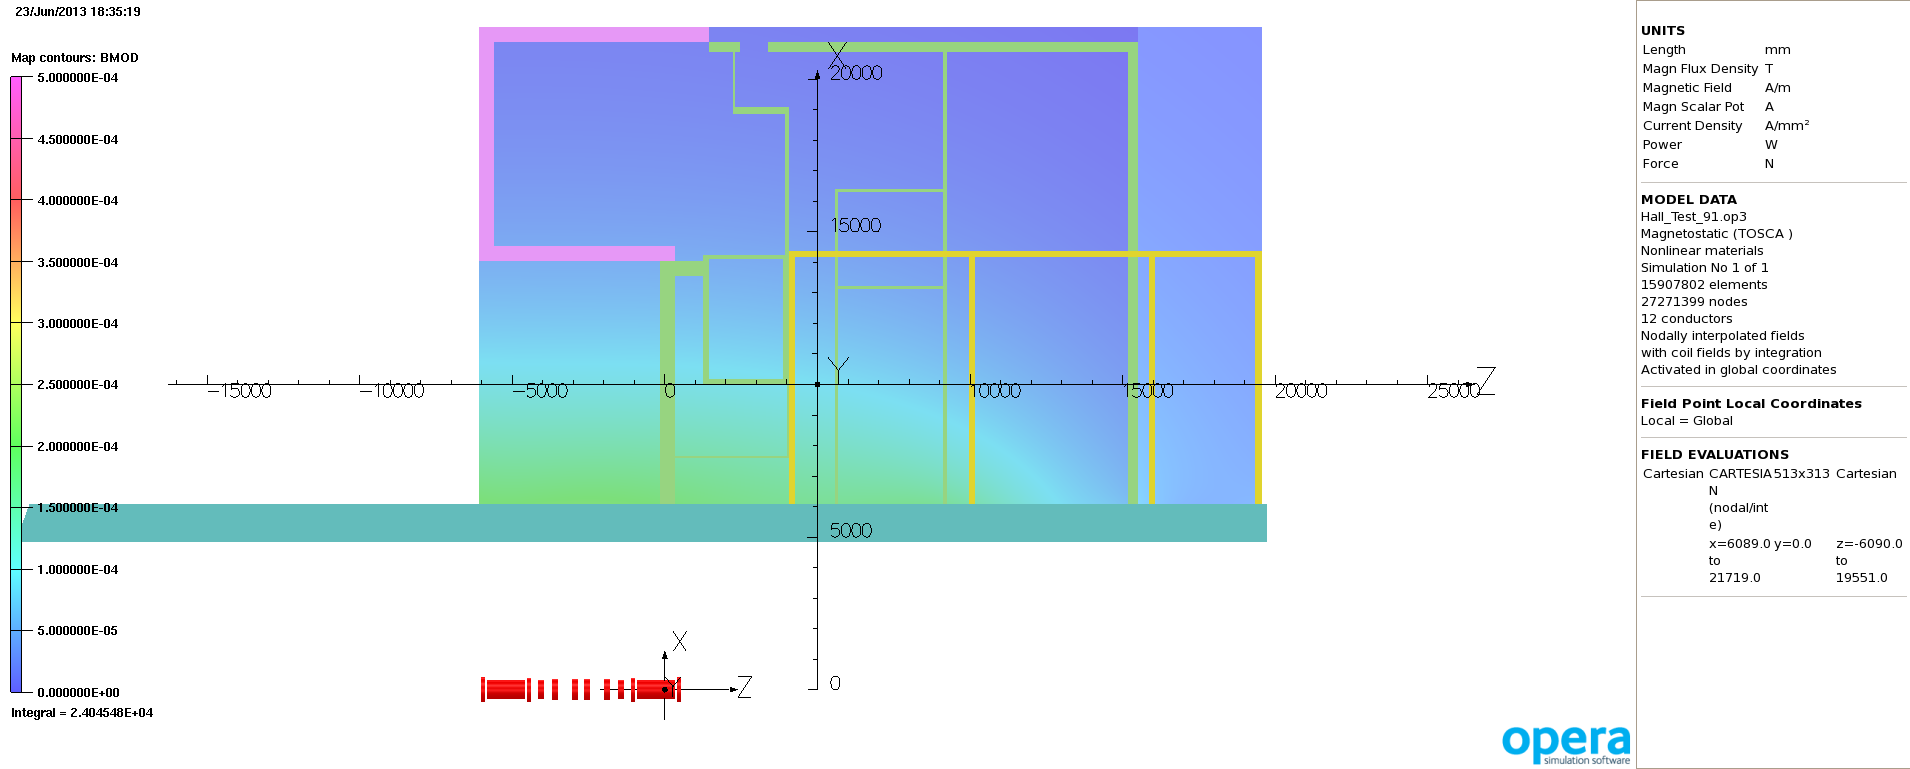 23/Jun/2013 18:35:19
Map contours: BMOD
5.000000E-04
4.500000E-04
4.000000E-04
3.500000E-04
3.000000E-04
2.500000E-04
2.000000E-04
1.500000E-04
1.000000E-04
5.000000E-05
0.000000E+00
Integral = 2.404548E+04
X
20000
15000
Y
-15000
-10000
-5000
0
10000
15000
20000
25000
Z
5000
0
X
Y
Z
opera
simulation software
UNITS
Length mm
Magn Flux Density T
Magnetic Field A/m
Magn Scalar Pot A
Current Density A/mm²
Power W
Force N
MODEL DATA
Hall_Test_91.op3
Magnetostatic (TOSCA )
Nonlinear materials
Simulation No 1 of 1
15907802 elements
27271399 nodes
12 conductors
Nodally interpolated fields
with coil fields by integration
Activated in global coordinates
Field Point Local Coordinates
Local = Global
FIELD EVALUATIONS
Cartesian CARTESIA 513x313 Cartesian
N
(nodal/int
e)
x=6089.0 y=0.0 z=-6090.0
to to
21719.0 19551.0